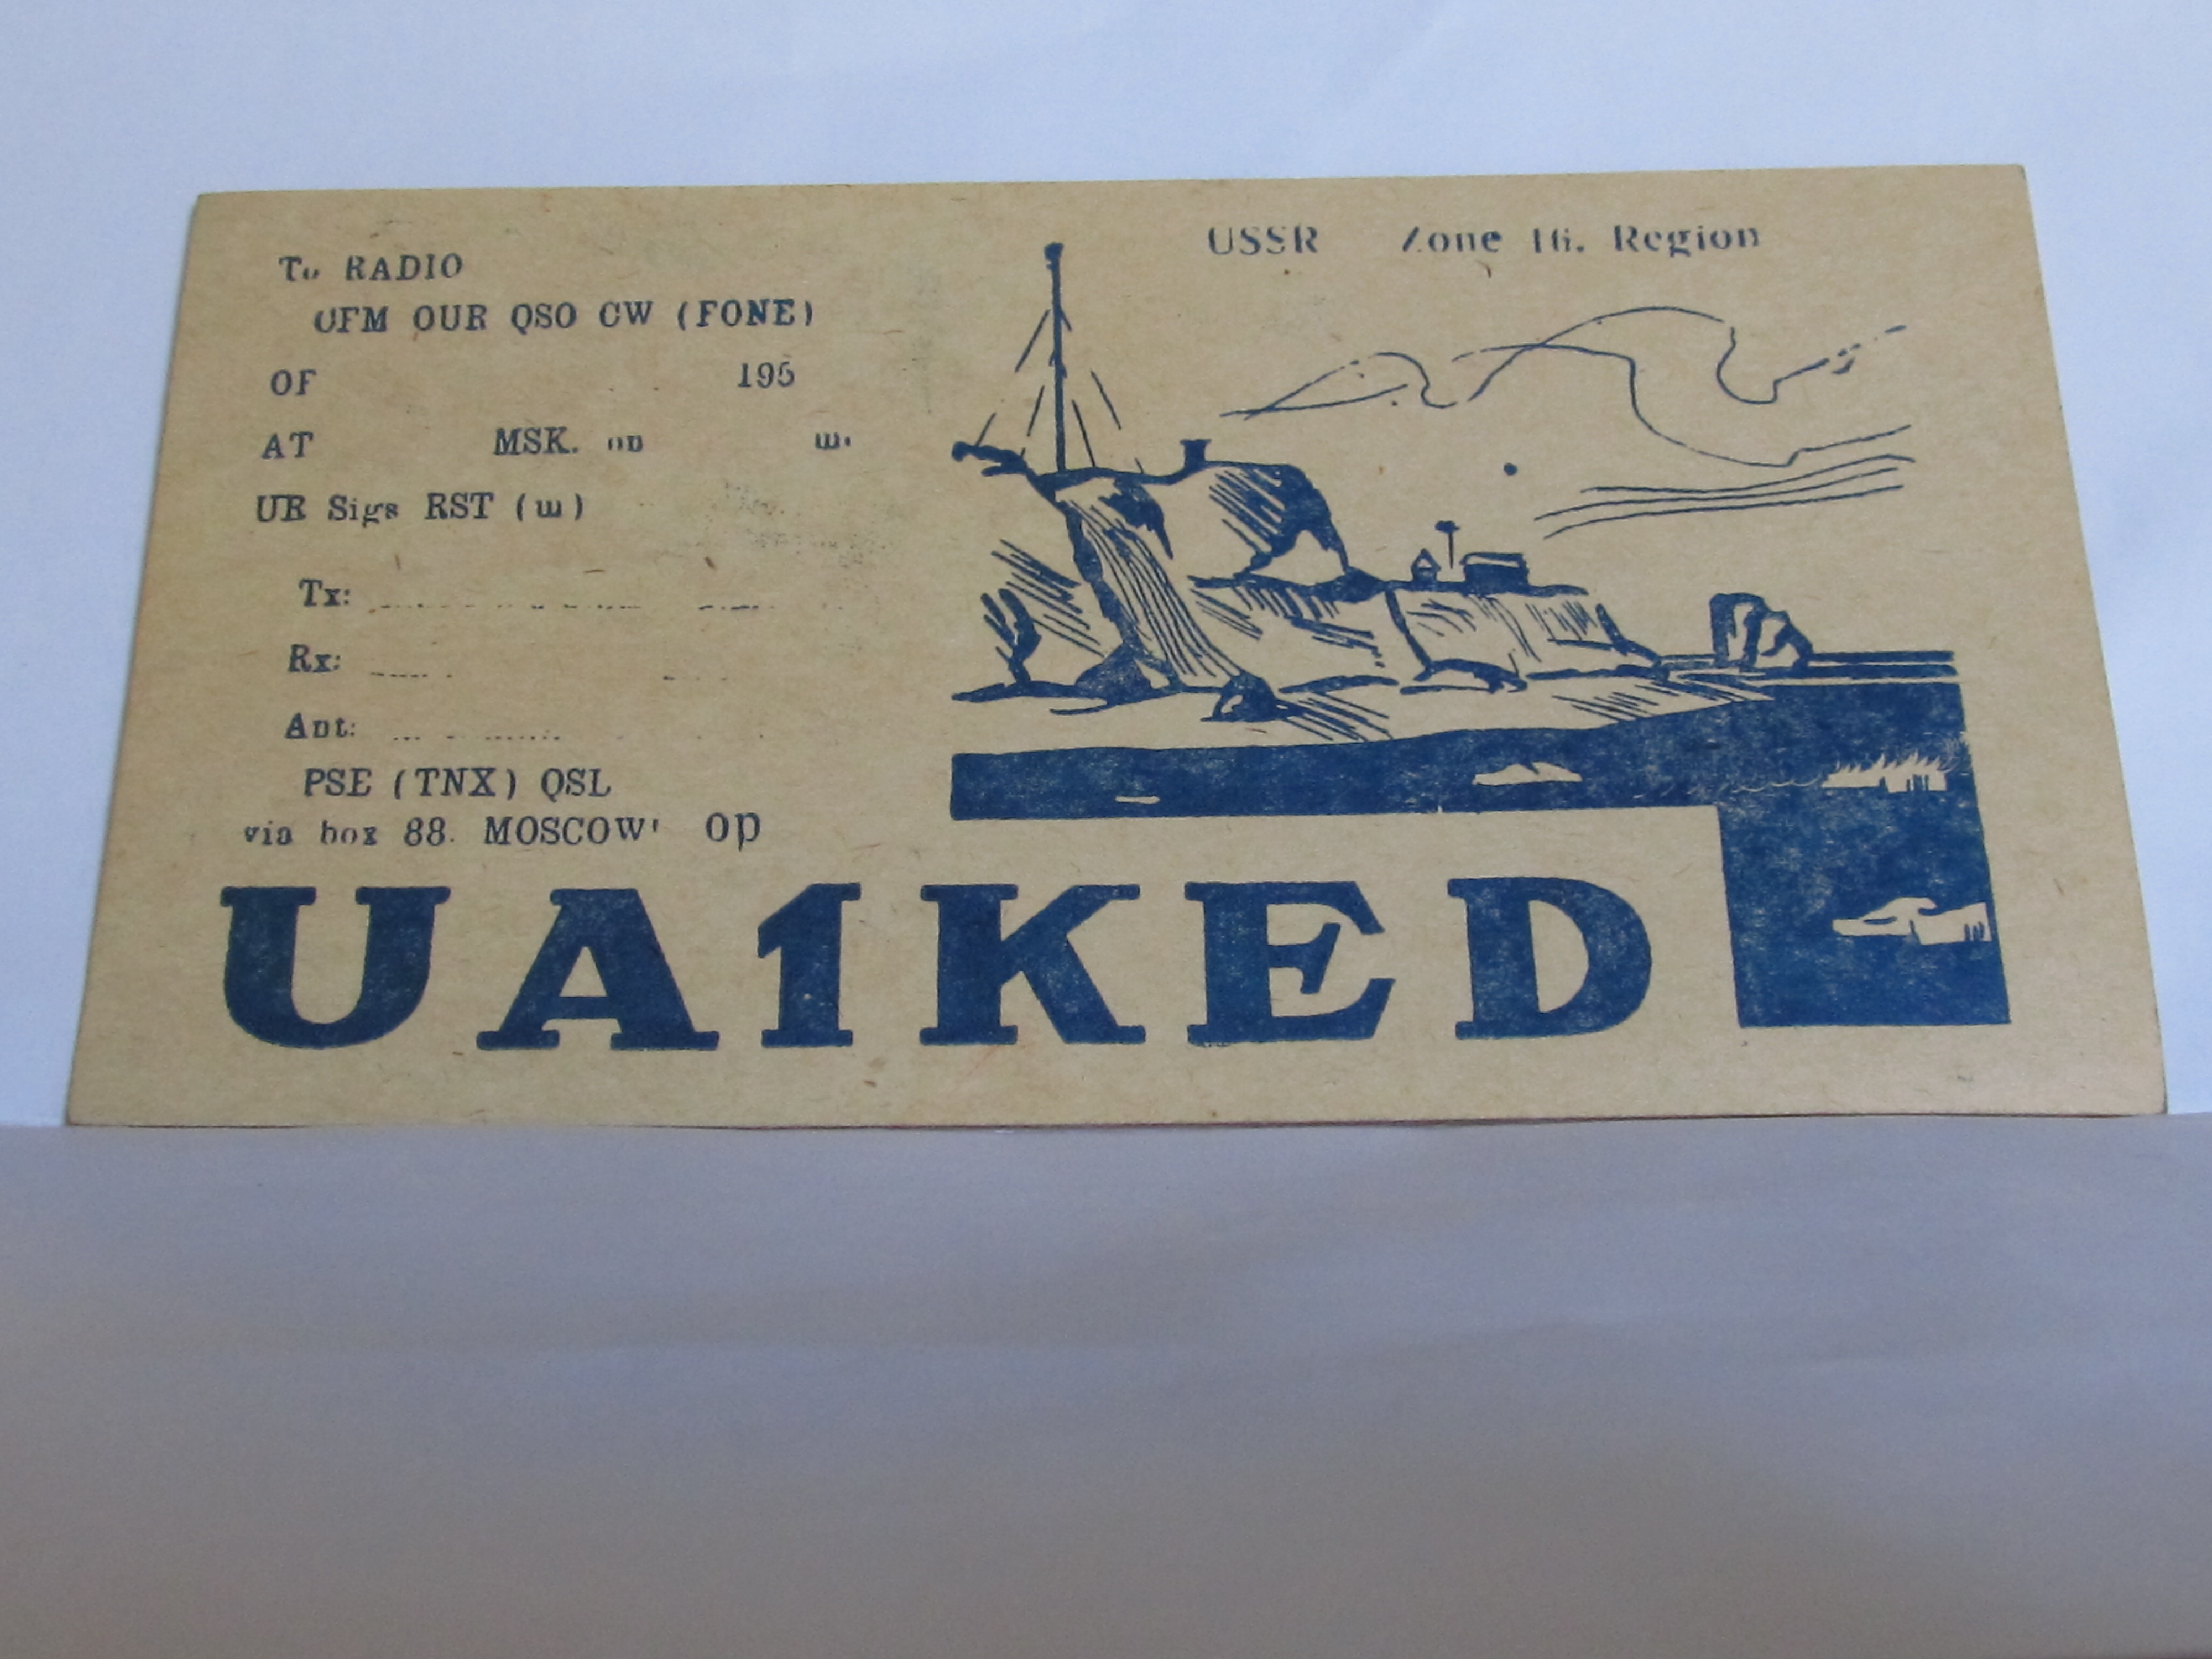 To RADIO
CFM OUR QSO CW (FONE)
OF 195
AT MSK. on ш.
UR Sigs RST (ш)
Tx:
Rx:
Ant:
PSE (TNX) QSL
via box 88. MOSCOW' op
USSR Zone 16. Region
UA1KED